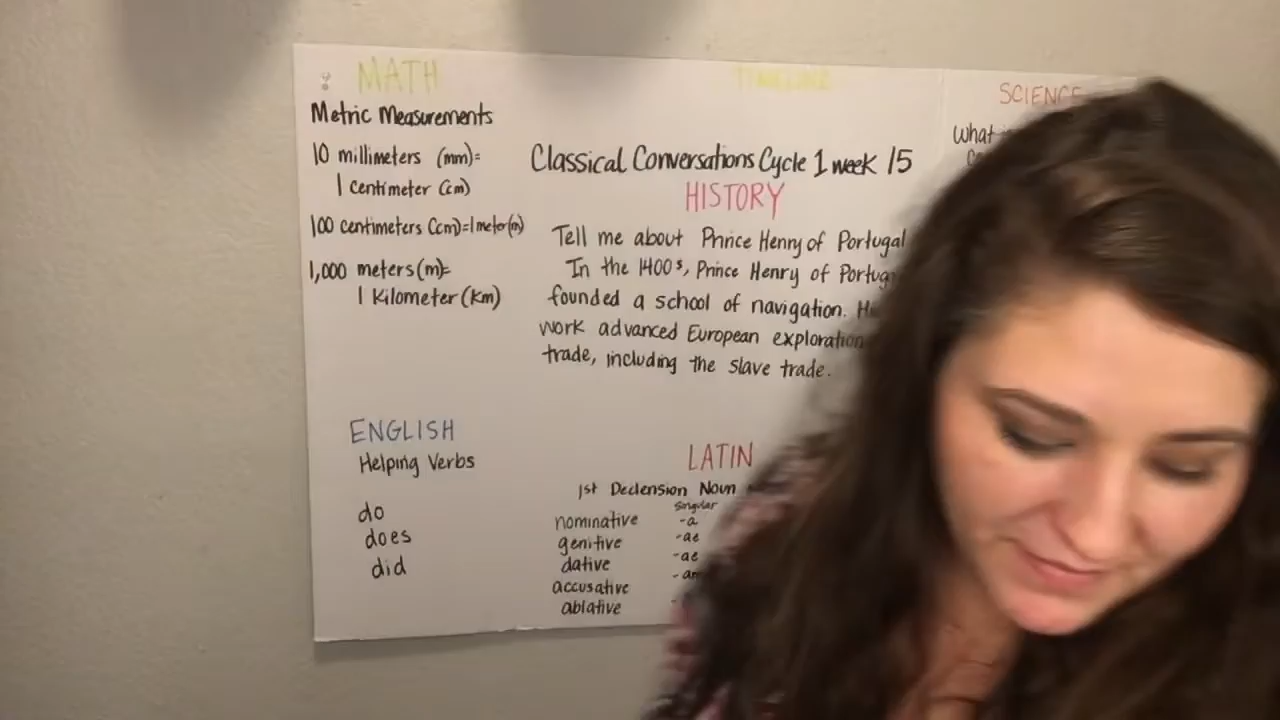 MATH
Metric Measurements
10 millimeters (mm)=
1 centimeter (cm)
100 centimeters (cm)=1 meter(m)
1,000 meters(m)=
1 Kilometer (Km)
TIMELINE
SCIENCE
What
Classical Conversations Cycle 1 week 15
HISTORY
Tell me about Prince Henry of Portugal
In the 1400s, Prince Henry of
founded a school of navigation.
work advanced European exploration
trade, including the slave trade.
ENGLISH
Helping Verbs
do
does
did
LATIN
1st Declension Noun
singular
nominative -a
genitive -ae
dative -ae
accusative
ablative